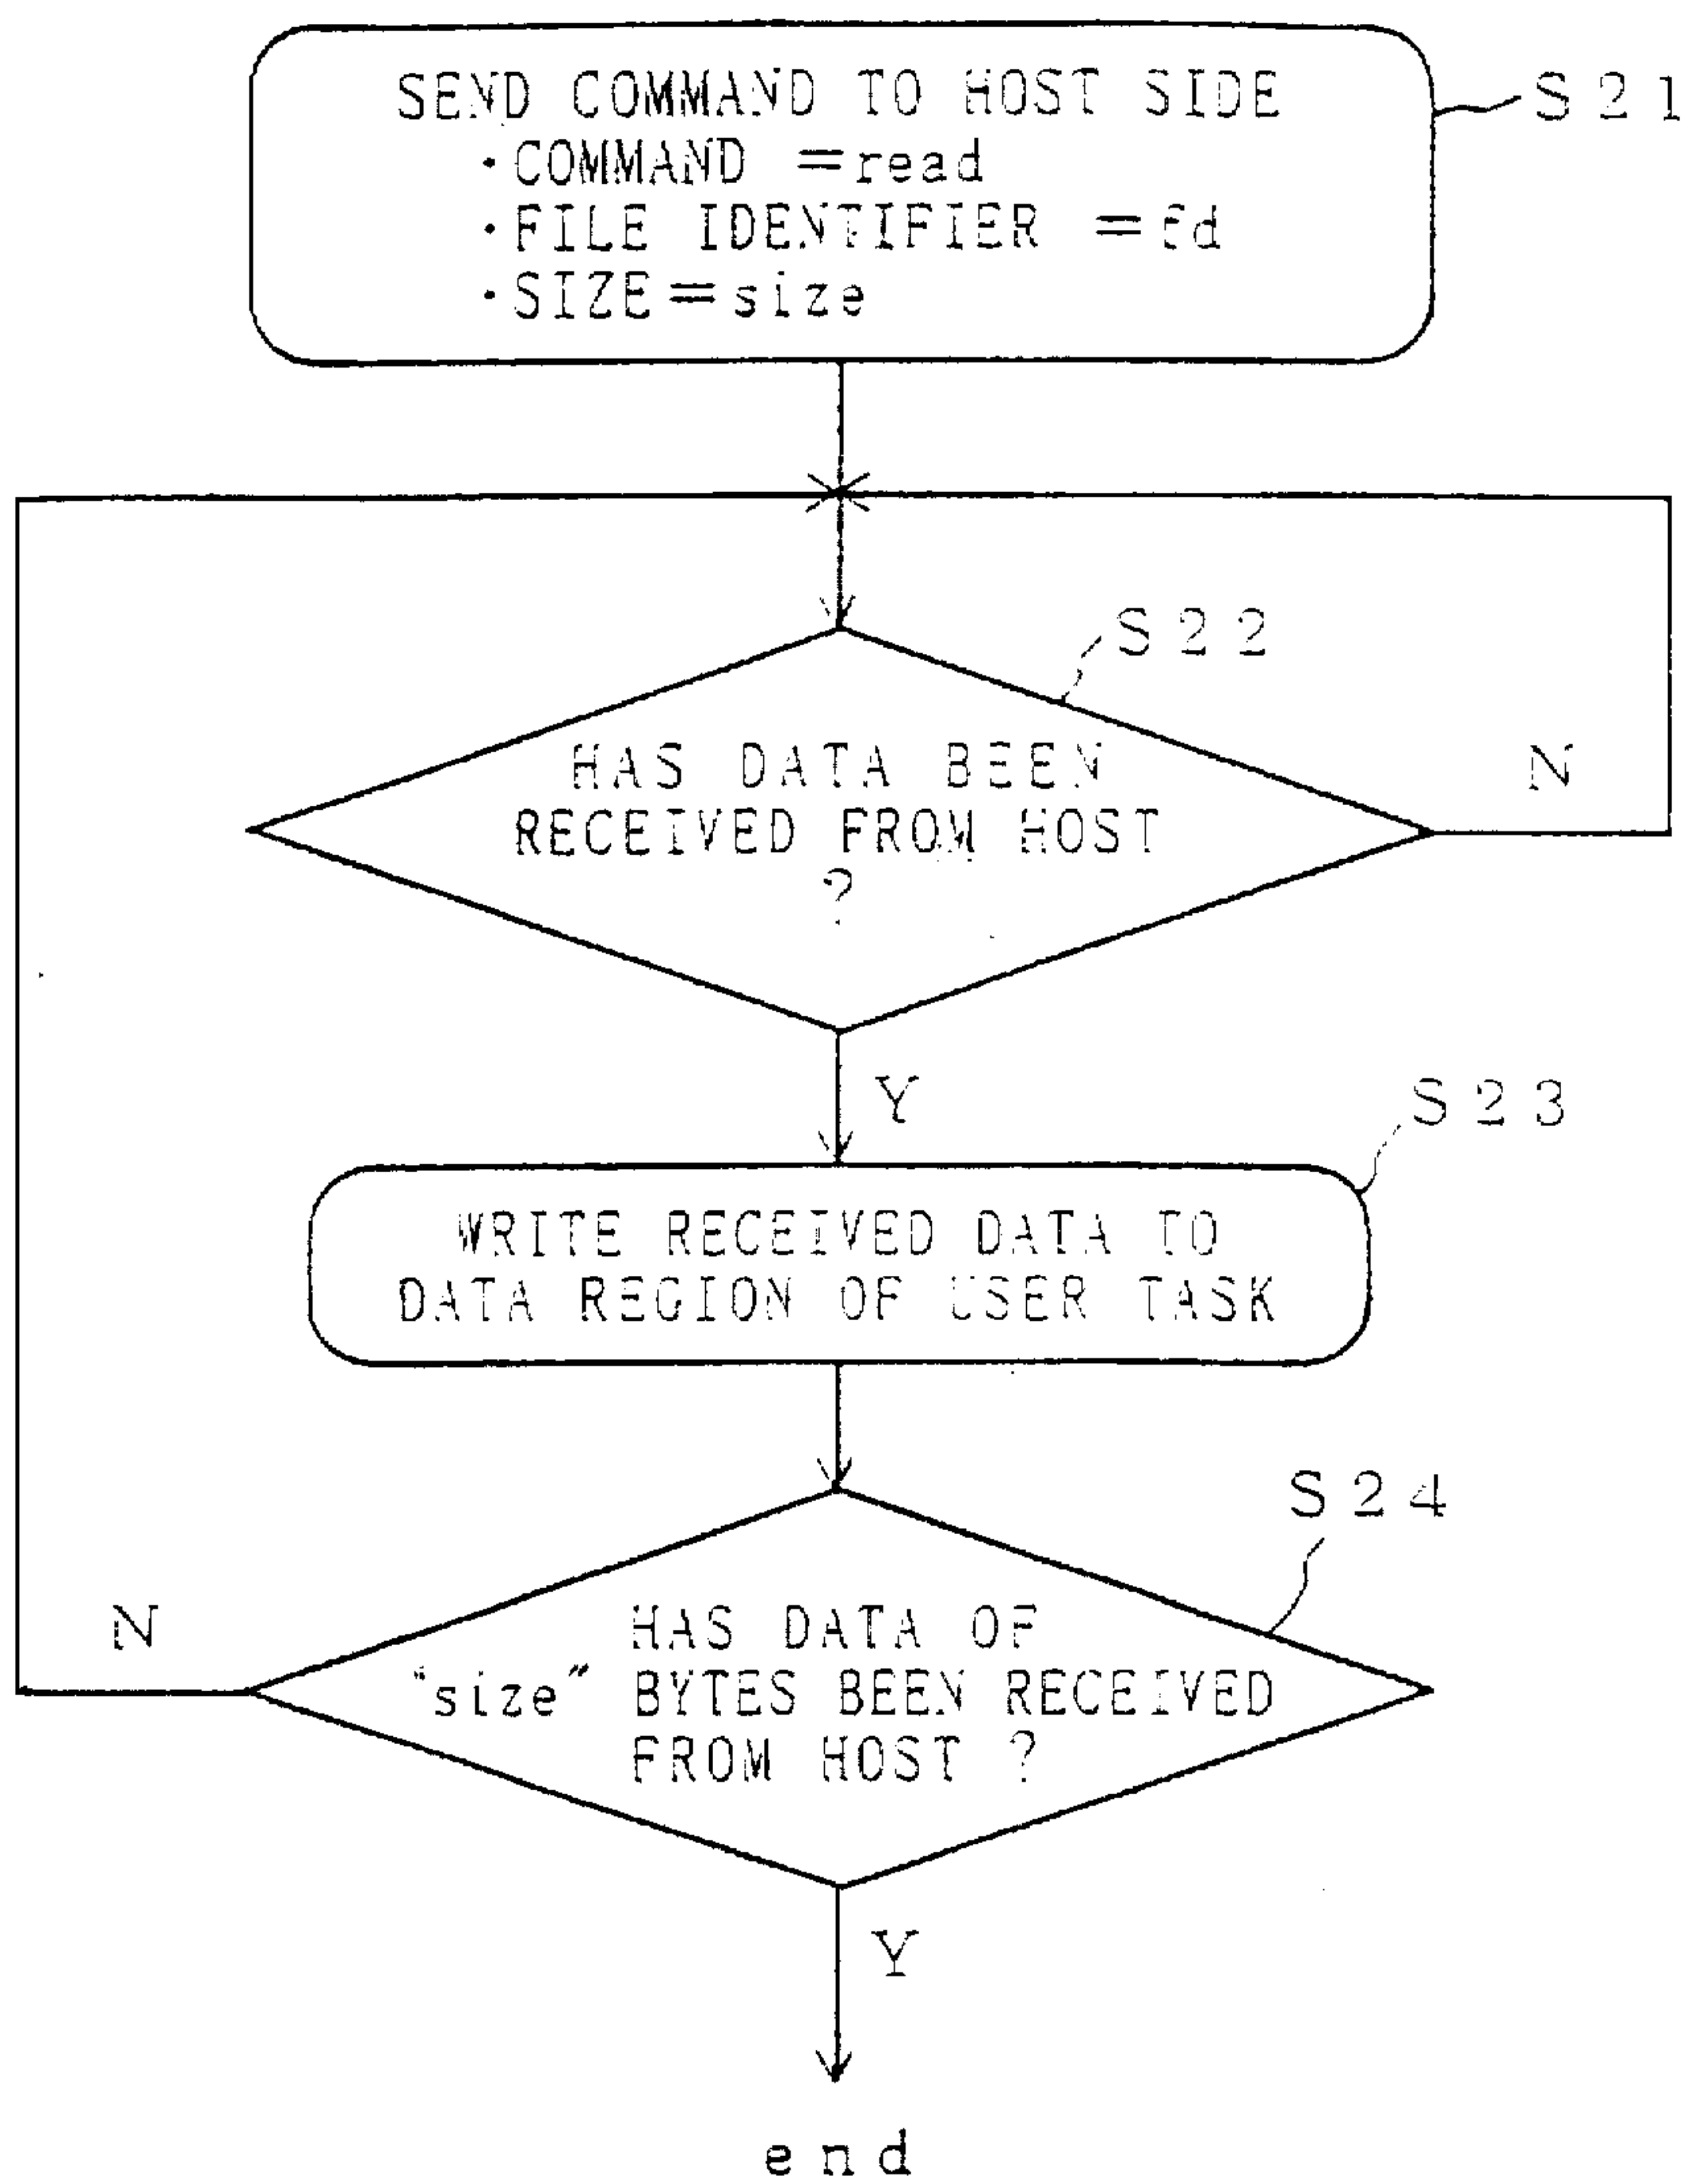 SEND COMMAND TO HOST SIDE
·COMMAND =read
·FILE IDENTIFIER =fd
·SIZE=size
S21
S22
HAS DATA BEEN
RECEIVED FROM HOST
?
N
Y
S23
WRITE RECEIVED DATA TO
DATA REGION OF USER TASK
S24
N
HAS DATA OF
"size" BYTES BEEN RECEIVED
FROM HOST ?
Y
end